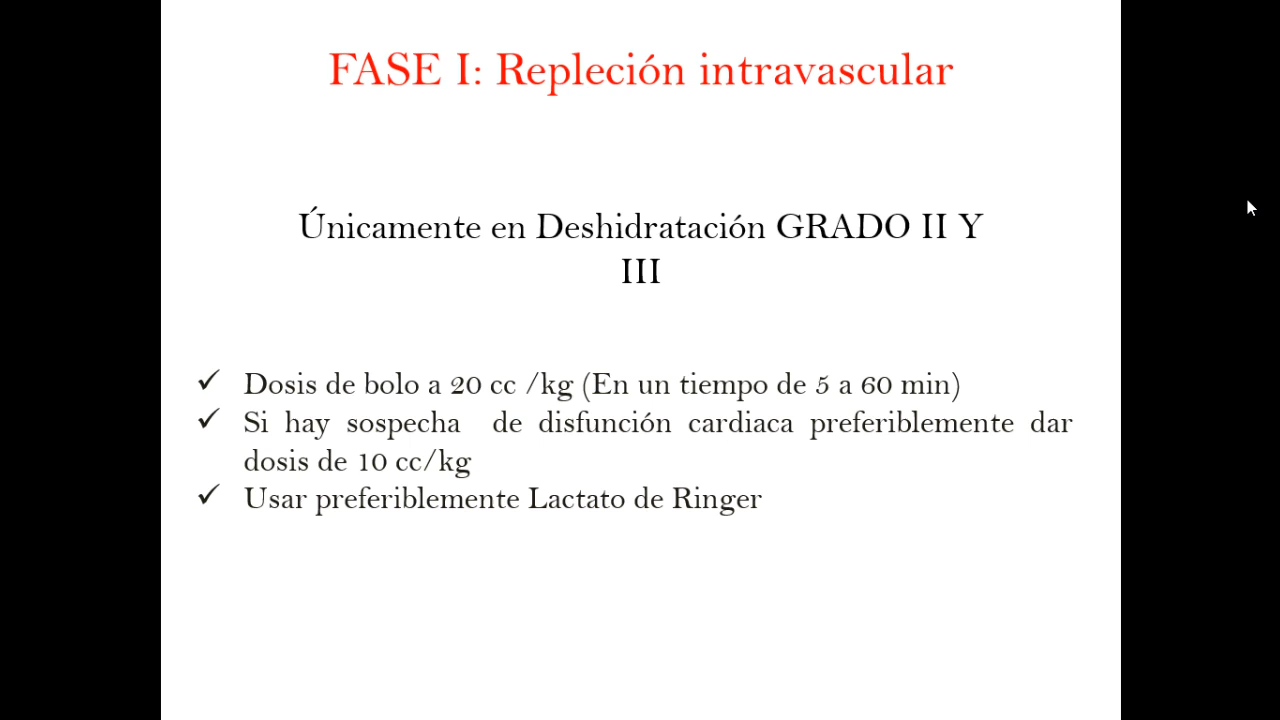 FASE I: Repleción intravascular
Únicamente en Deshidratación GRADO II Y
III
✓ Dosis de bolo a 20 cc /kg (En un tiempo de 5 a 60 min)
✓ Si hay sospecha de disfunción cardiaca preferiblemente dar
dosis de 10 cc/kg
✓ Usar preferiblemente Lactato de Ringer